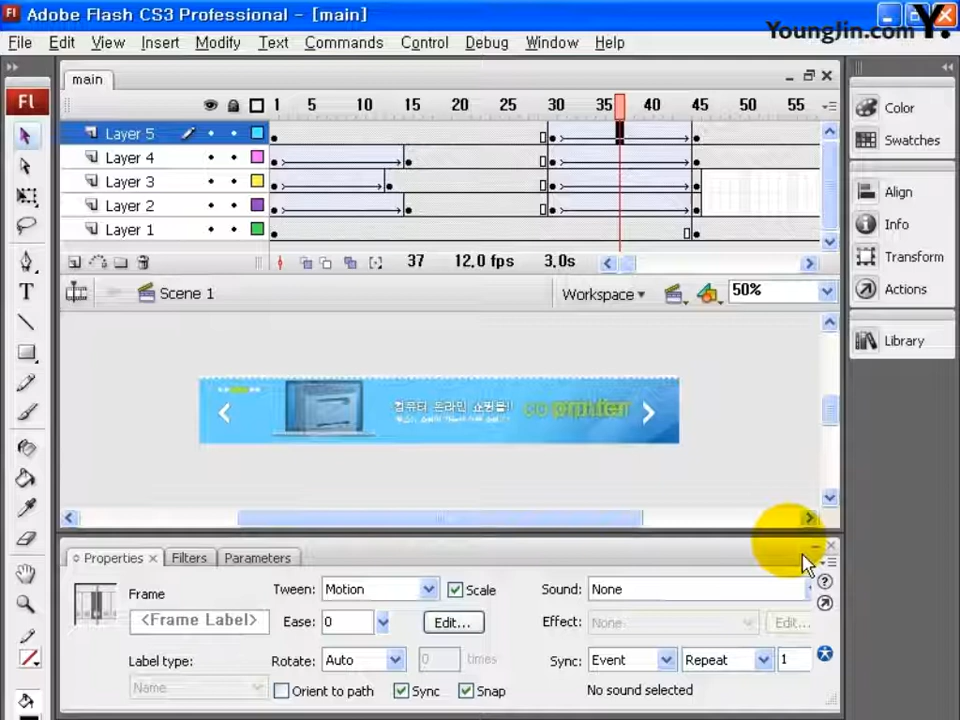 Adobe Flash CS3 Professional - [main]
YoungJin.com Y.
File Edit View Insert Modify Text Commands Control Debug Window Help
main
1 5 10 15 20 25 30 35 40 45 50 55
Layer 5
Layer 4
Layer 3
Layer 2
Layer 1
37 12.0 fps 3.0s
Scene 1
Workspace
50%
컴퓨터 온라인 쇼핑몰!!
computer
Fl
Color
Swatches
Align
Info
Transform
Actions
Library
Properties × Filters Parameters
Frame
<Frame Label>
Label type:
Name
Tween: Motion Scale
Ease: 0 Edit...
Rotate: Auto 0 times
Orient to path Sync Snap
Sound: None
Effect: None Edit...
Sync: Event Repeat 1
No sound selected